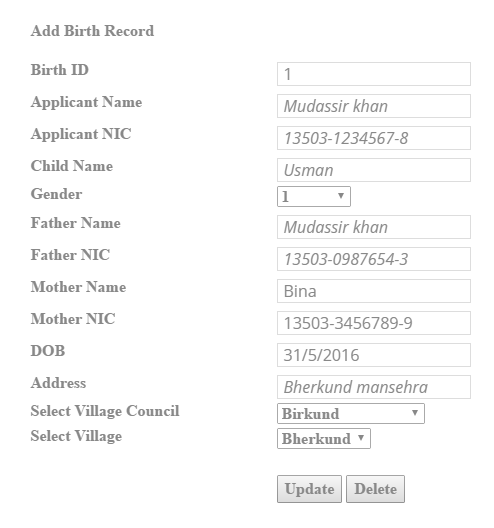 Add Birth Record
Birth ID 1
Applicant Name Mudassir khan
Applicant NIC 13503-1234567-8
Child Name Usman
Gender 1
Father Name Mudassir khan
Father NIC 13503-0987654-3
Mother Name Bina
Mother NIC 13503-3456789-9
DOB 31/5/2016
Address Bherkund mansehra
Select Village Council Birkund
Select Village Bherkund
Update Delete